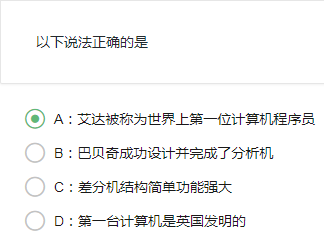 以下说法正确的是
A：艾达被称为世界上第一位计算机程序员
B：巴贝奇成功设计并完成了分析机
C：差分机结构简单功能强大
D：第一台计算机是英国发明的